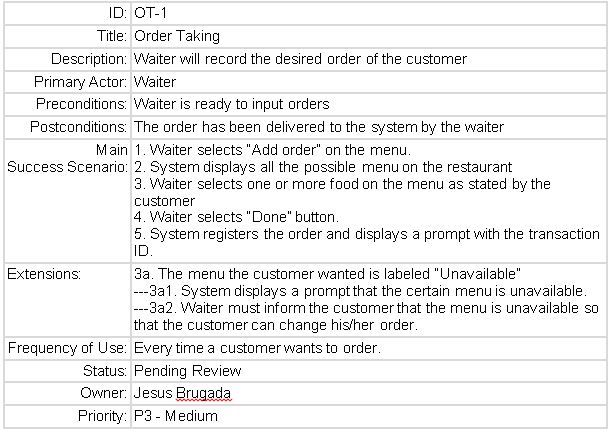 ID: OT-1
Title: Order Taking
Description: Waiter will record the desired order of the customer
Primary Actor: Waiter
Preconditions: Waiter is ready to input orders
Postconditions: The order has been delivered to the system by the waiter
Main Success Scenario: 1. Waiter selects "Add order" on the menu.
2. System displays all the possible menu on the restaurant
3. Waiter selects one or more food on the menu as stated by the
customer
4. Waiter selects "Done" button.
5. System registers the order and displays a prompt with the transaction
ID.
Extensions: 3a. The menu the customer wanted is labeled "Unavailable"
---3a1. System displays a prompt that the certain menu is unavailable.
---3a2. Waiter must inform the customer that the menu is unavailable so
that the customer can change his/her order.
Frequency of Use: Every time a customer wants to order.
Status: Pending Review
Owner: Jesus Brugada
Priority: P3 - Medium